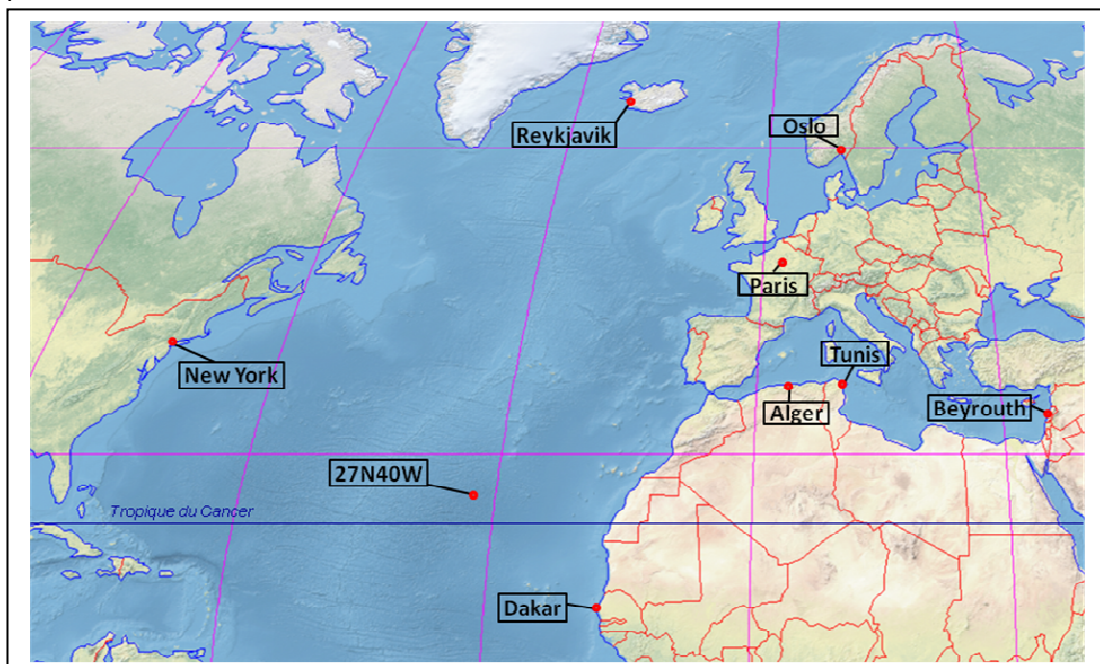 Oslo
Reykjavik
Paris
Tunis
New York
Alger
Beyrouth
27N40W
Tropique du Cancer
Dakar